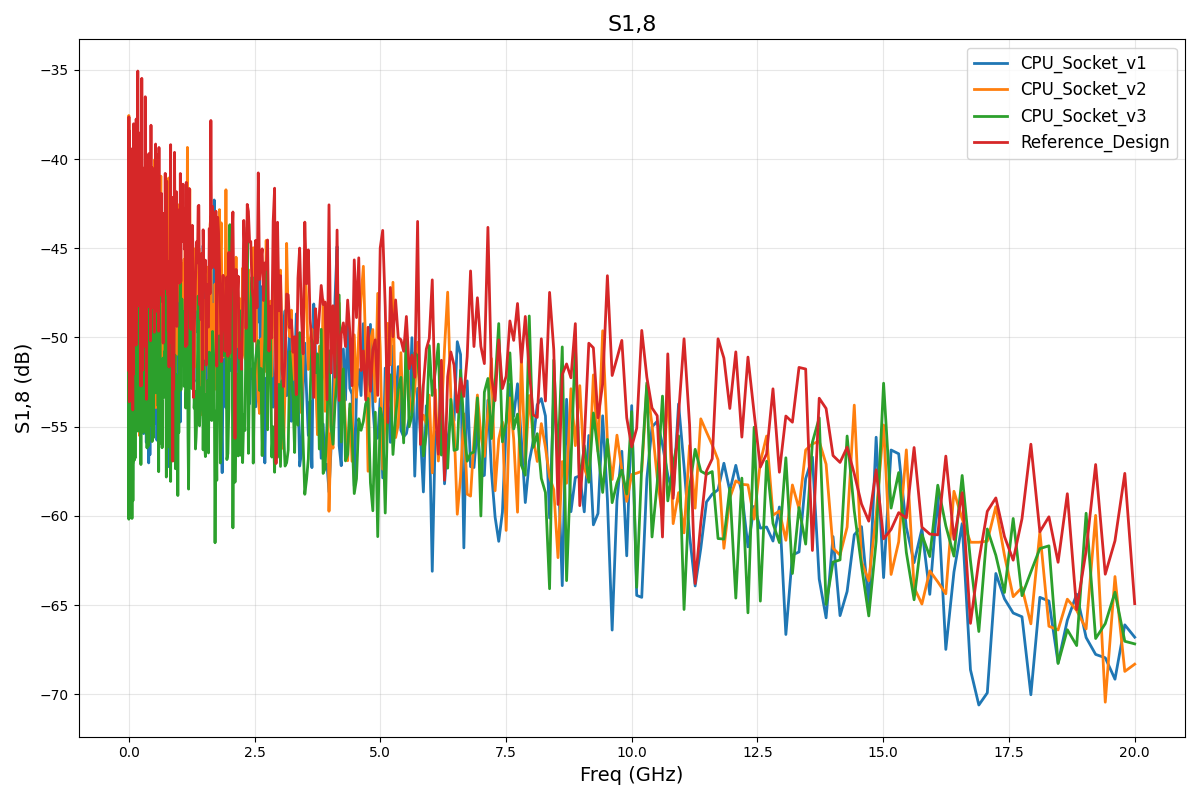 S1,8
CPU_Socket_v1
CPU_Socket_v2
CPU_Socket_v3
Reference_Design
−35
−40
−45
−50
−55
−60
−65
−70
S1,8 (dB)
0.0 2.5 5.0 7.5 10.0 12.5 15.0 17.5 20.0
Freq (GHz)